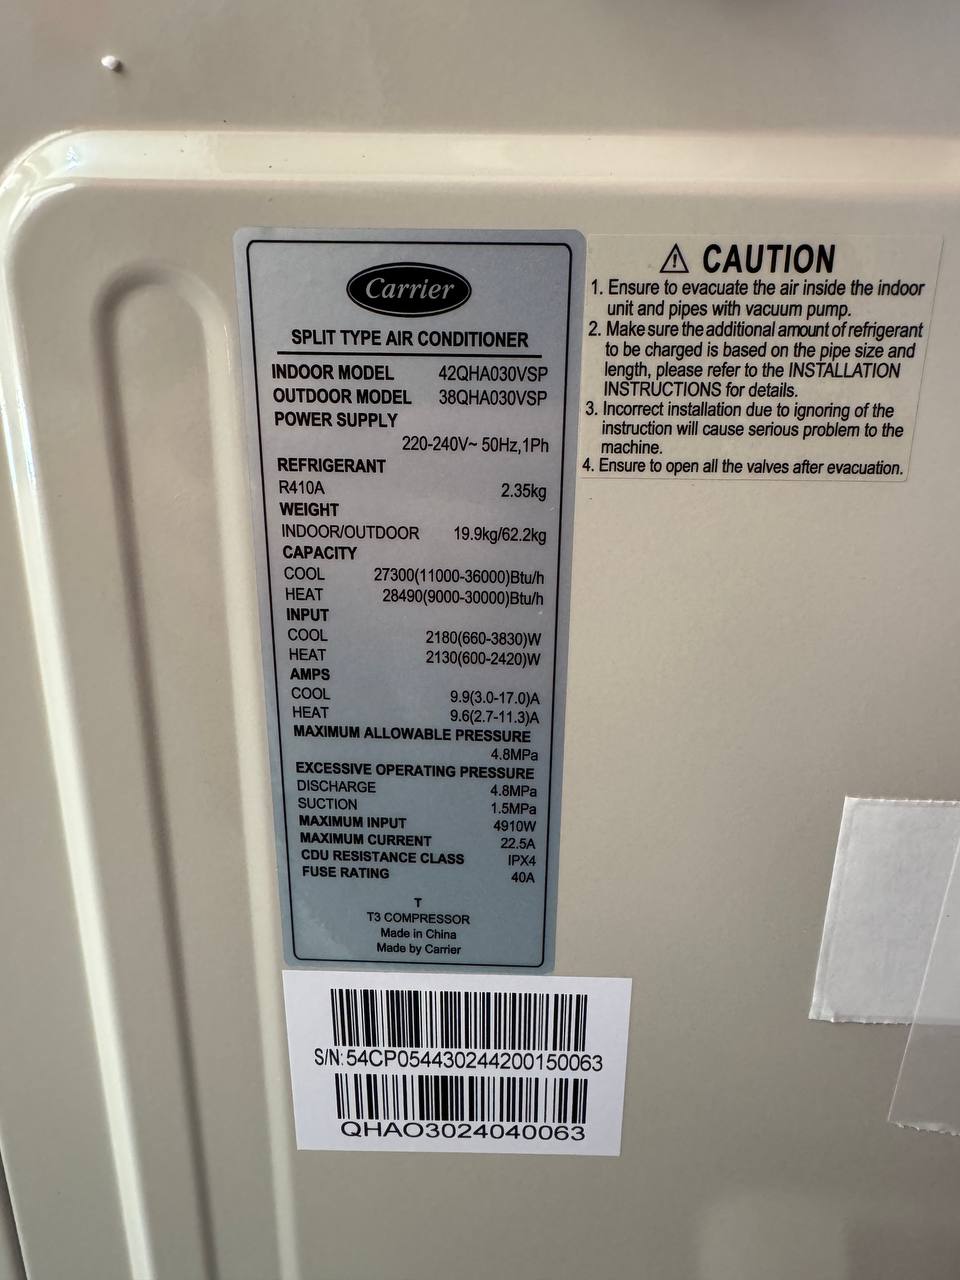 Carrier
SPLIT TYPE AIR CONDITIONER
INDOOR MODEL 42QHA030VSP
OUTDOOR MODEL 38QHA030VSP
POWER SUPPLY
220-240V~ 50Hz,1Ph
REFRIGERANT
R410A 2.35kg
WEIGHT
INDOOR/OUTDOOR 19.9kg/62.2kg
CAPACITY
COOL 27300(11000-36000)Btu/h
HEAT 28490(9000-30000)Btu/h
INPUT
COOL 2180(660-3830)W
HEAT 2130(600-2420)W
AMPS
COOL 9.9(3.0-17.0)A
HEAT 9.6(2.7-11.3)A
MAXIMUM ALLOWABLE PRESSURE
4.8MPa
EXCESSIVE OPERATING PRESSURE
DISCHARGE 4.8MPa
SUCTION 1.5MPa
MAXIMUM INPUT 4910W
MAXIMUM CURRENT 22.5A
CDU RESISTANCE CLASS IPX4
FUSE RATING 40A
T
T3 COMPRESSOR
Made in China
Made by Carrier
CAUTION
1. Ensure to evacuate the air inside the indoor
unit and pipes with vacuum pump.
2. Make sure the additional amount of refrigerant
to be charged is based on the pipe size and
length, please refer to the INSTALLATION
INSTRUCTIONS for details.
3. Incorrect installation due to ignoring of the
instruction will cause serious problem to the
machine.
4. Ensure to open all the valves after evacuation.
S/N:54CP054430244200150063
QHAO3024040063